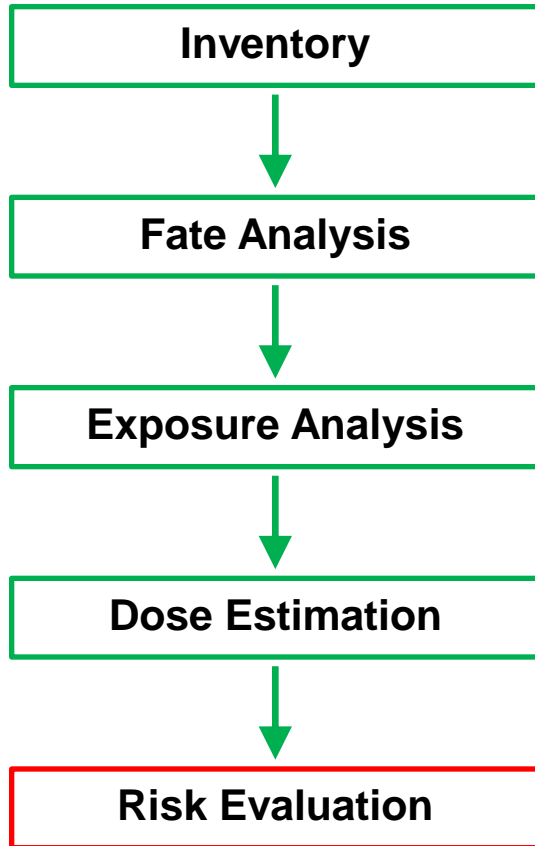 Inventory
Fate Analysis
Exposure Analysis
Dose Estimation
Risk Evaluation